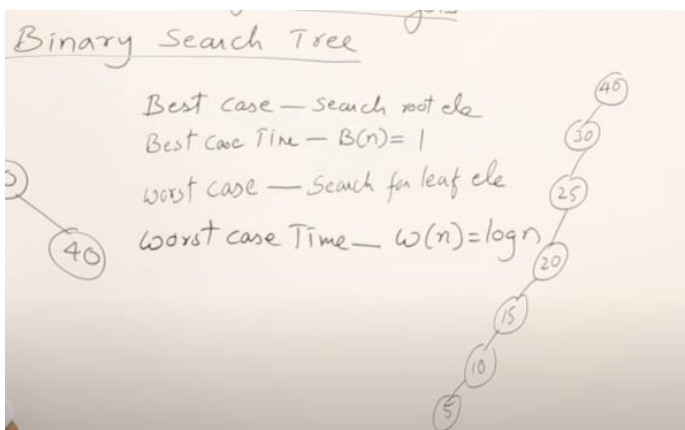 Binary Search Tree
Best case — search root ele
Best case Time — B(n) = 1
worst case — Search for leaf ele
worst case Time — w(n) = log n
40
40
30
25
20
15
10
5